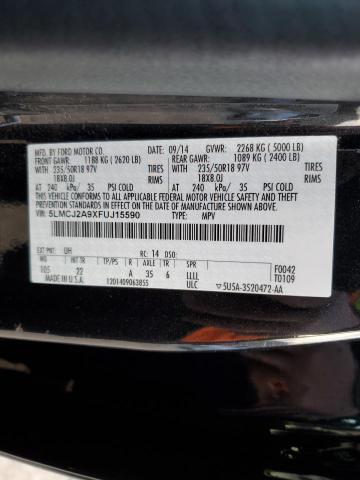 MFD. BY FORD MOTOR CO.
DATE: 09/14 GVWR: 2268 KG ( 5000 LB)
FRONT GAWR: 1188 KG ( 2620 LB) REAR GAWR: 1089 KG ( 2400 LB)
WITH 235/50R18 97V TIRES WITH 235/50R18 97V TIRES
18X8.0J RIMS 18X8.0J RIMS
AT 240 kPa/ 35 PSI COLD AT 240 kPa/ 35 PSI COLD
THIS VEHICLE CONFORMS TO ALL APPLICABLE FEDERAL MOTOR VEHICLE SAFETY AND THEFT PREVENTION STANDARDS IN EFFECT ON THE DATE OF MANUFACTURE SHOWN ABOVE.
VIN: 5LMCJ2A9XFUJ15590 TYPE: MPV
EXT PNT: UH RC: 14 DSO: F0042
WB INT TR TP/PS R AXLE TR SPR T0109
105 22 A 35 6 LLLL
MADE IN U.S.A. 1201409063855 ULC 5U5A-3520472-AA